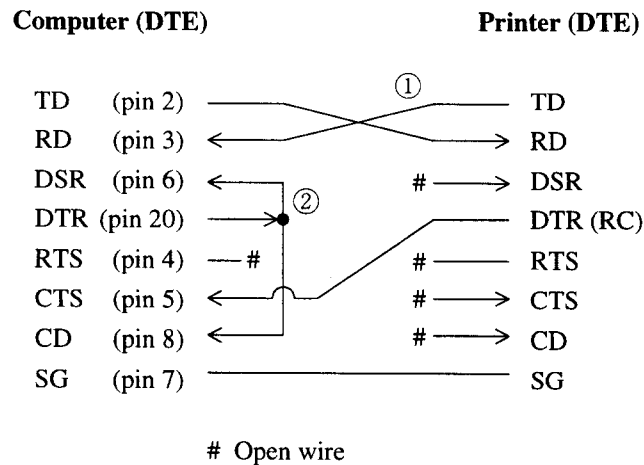 Computer (DTE) Printer (DTE)
①
TD (pin 2) TD
RD (pin 3) RD
DSR (pin 6) # DSR
②
DTR (pin 20) DTR (RC)
RTS (pin 4) # # RTS
CTS (pin 5) # CTS
CD (pin 8) # CD
SG (pin 7) SG
# Open wire